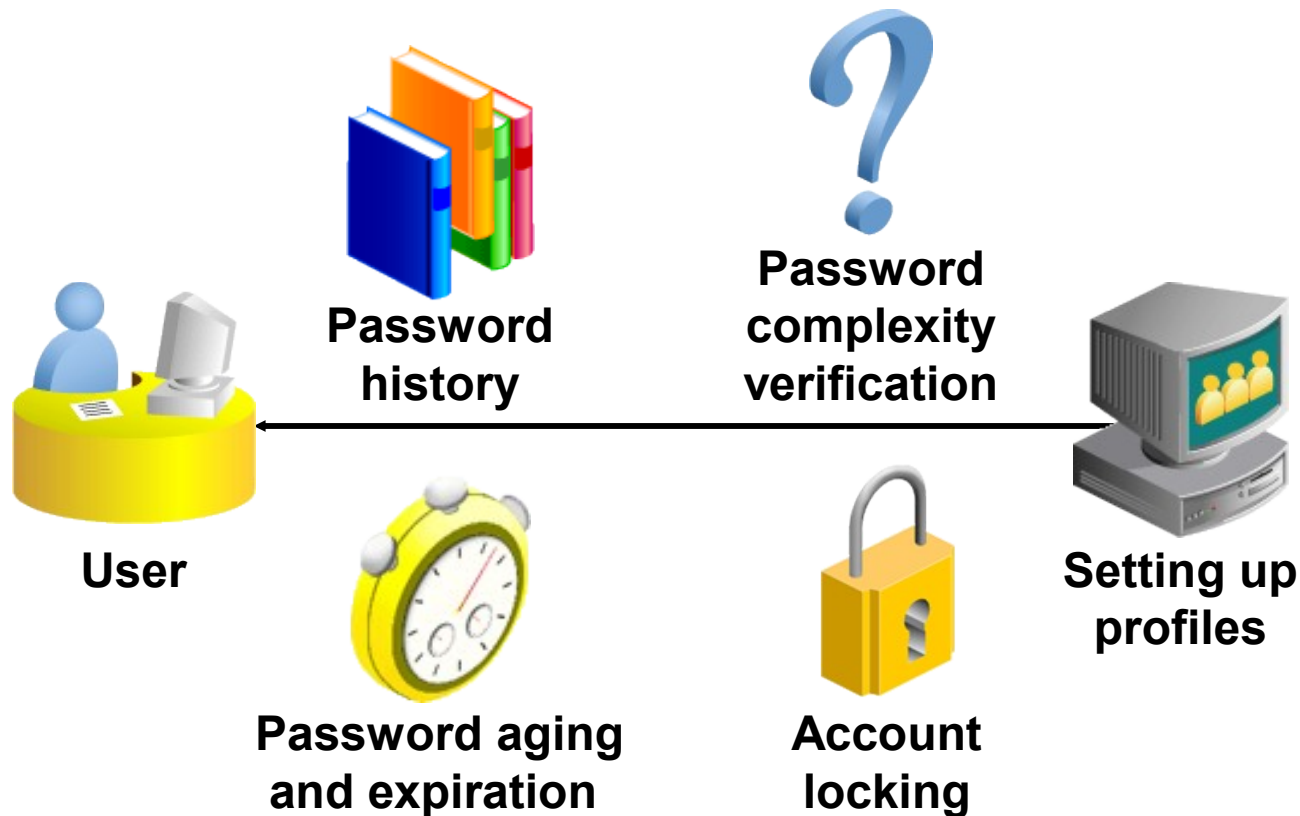 Password
history
Password
complexity
verification
User
Setting up
profiles
Password aging
and expiration
Account
locking